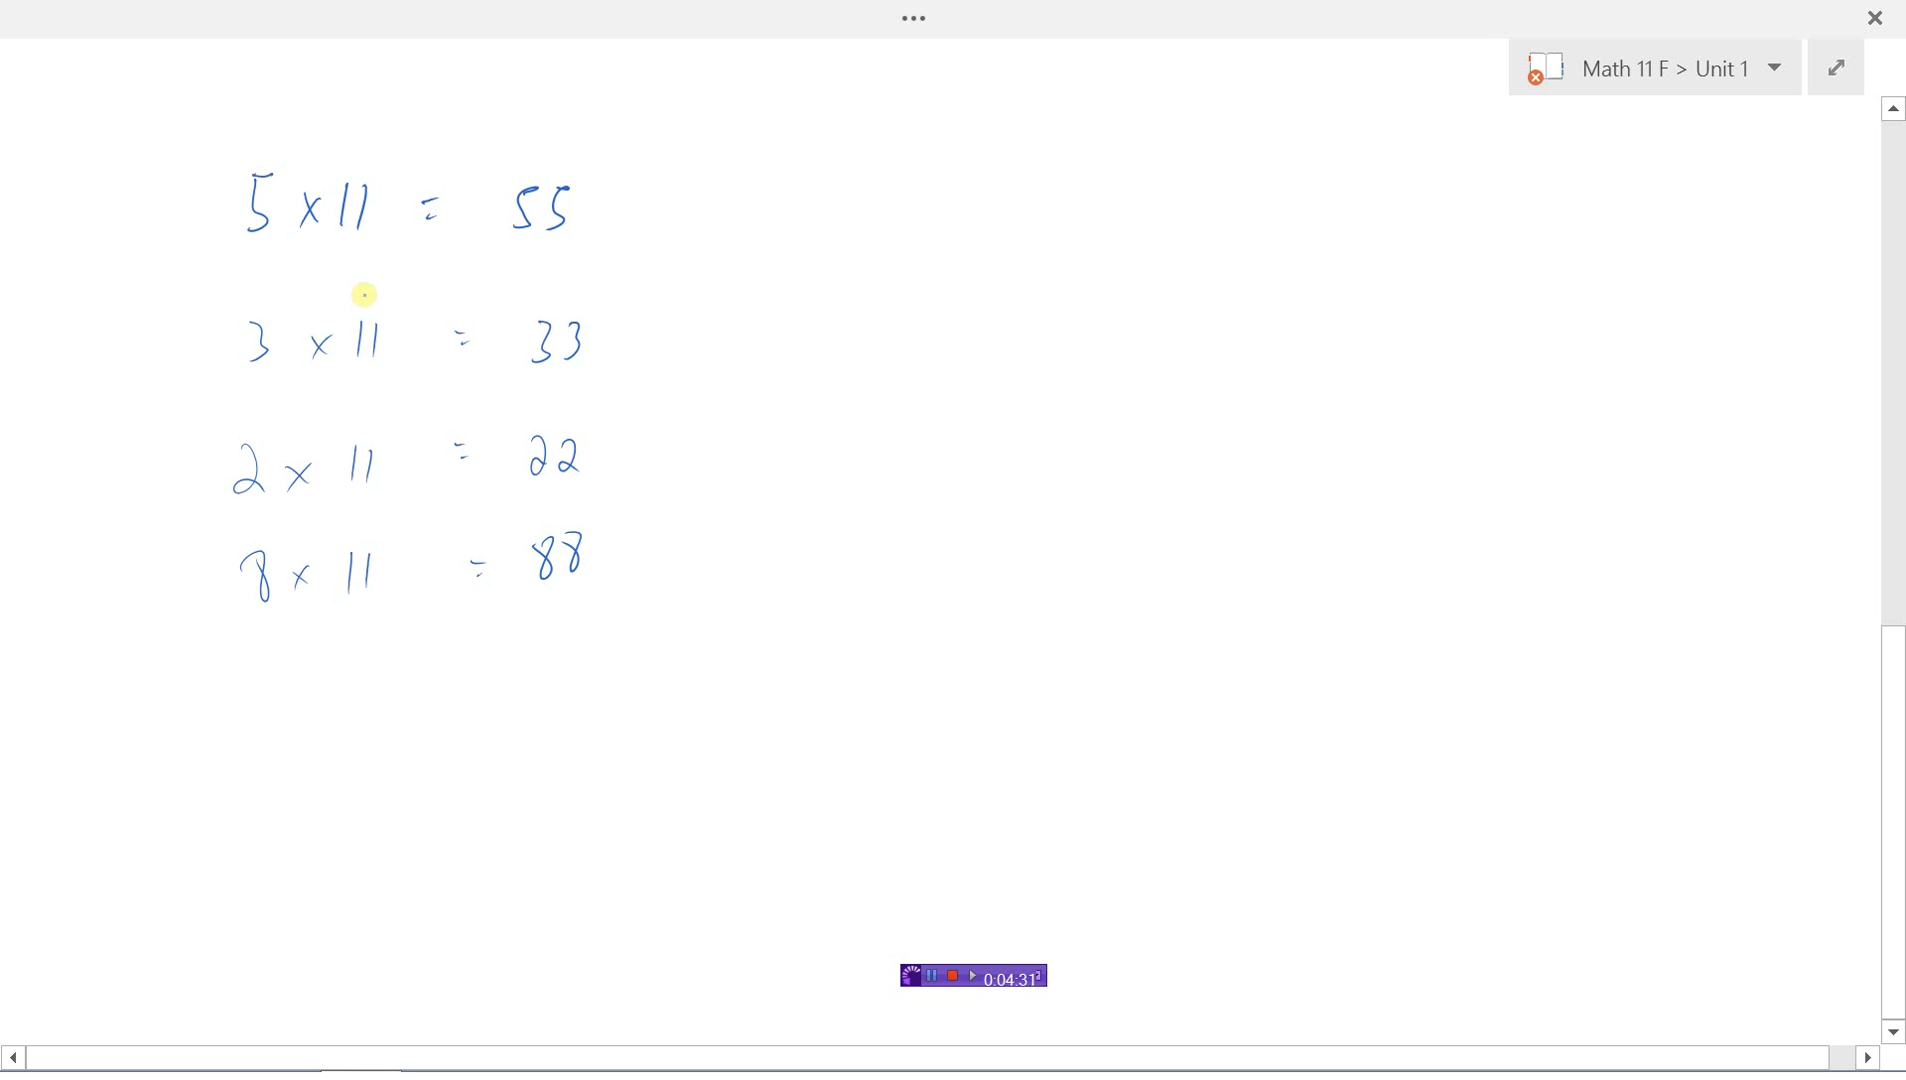 Math 11 F > Unit 1
5 x 11 = 55
3 x 11 = 33
2 x 11 = 22
8 x 11 = 88
0:04:31